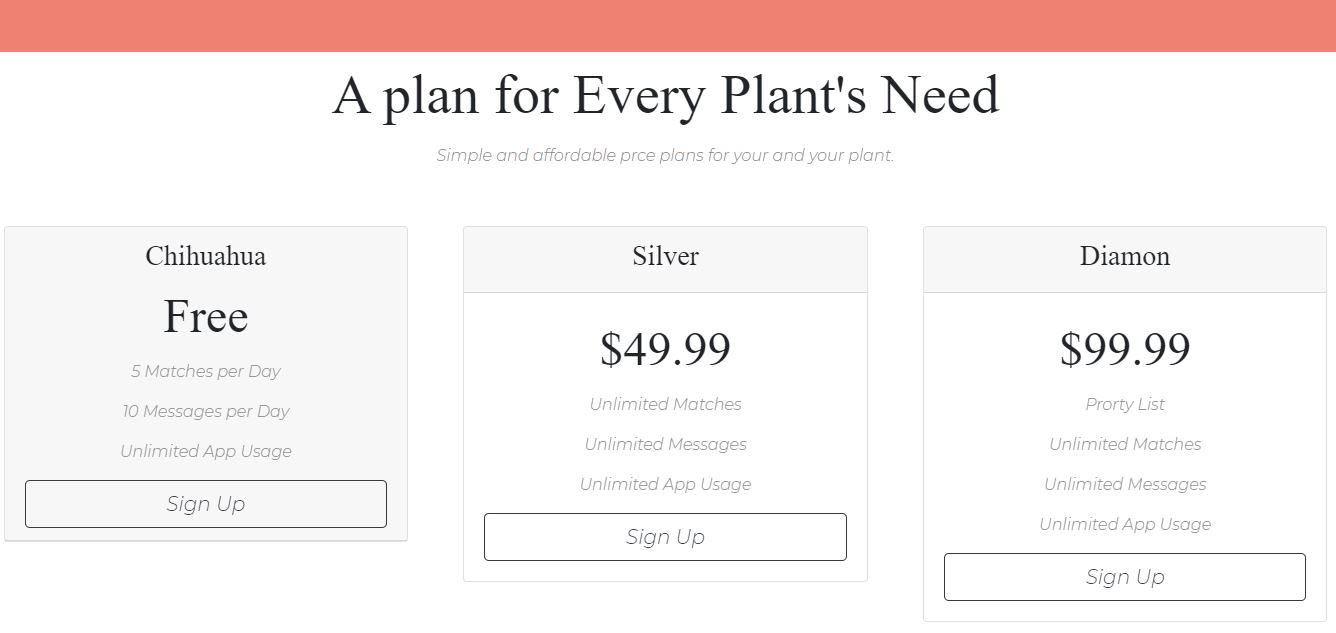 A plan for Every Plant's Need
Simple and affordable prce plans for your and your plant.
Chihuahua
Free
5 Matches per Day
10 Messages per Day
Unlimited App Usage
Sign Up
Silver
$49.99
Unlimited Matches
Unlimited Messages
Unlimited App Usage
Sign Up
Diamon
$99.99
Prorty List
Unlimited Matches
Unlimited Messages
Unlimited App Usage
Sign Up